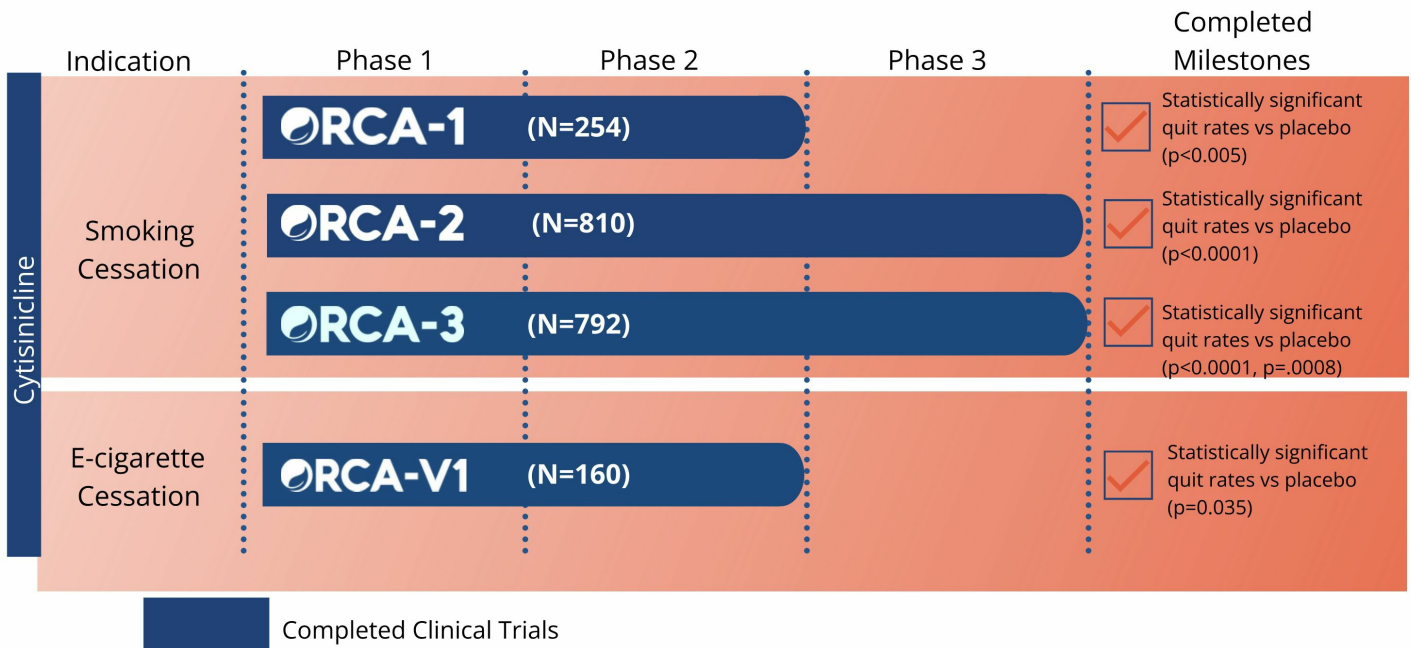 Indication
Phase 1
Phase 2
Phase 3
Completed
Milestones
Cytisinicline
Smoking
Cessation
ORCA-1
(N=254)
Statistically significant
quit rates vs placebo
(p<0.005)
ORCA-2
(N=810)
Statistically significant
quit rates vs placebo
(p<0.0001)
ORCA-3
(N=792)
Statistically significant
quit rates vs placebo
(p<0.0001, p=.0008)
E-cigarette
Cessation
ORCA-V1
(N=160)
Statistically significant
quit rates vs placebo
(p=0.035)
Completed Clinical Trials